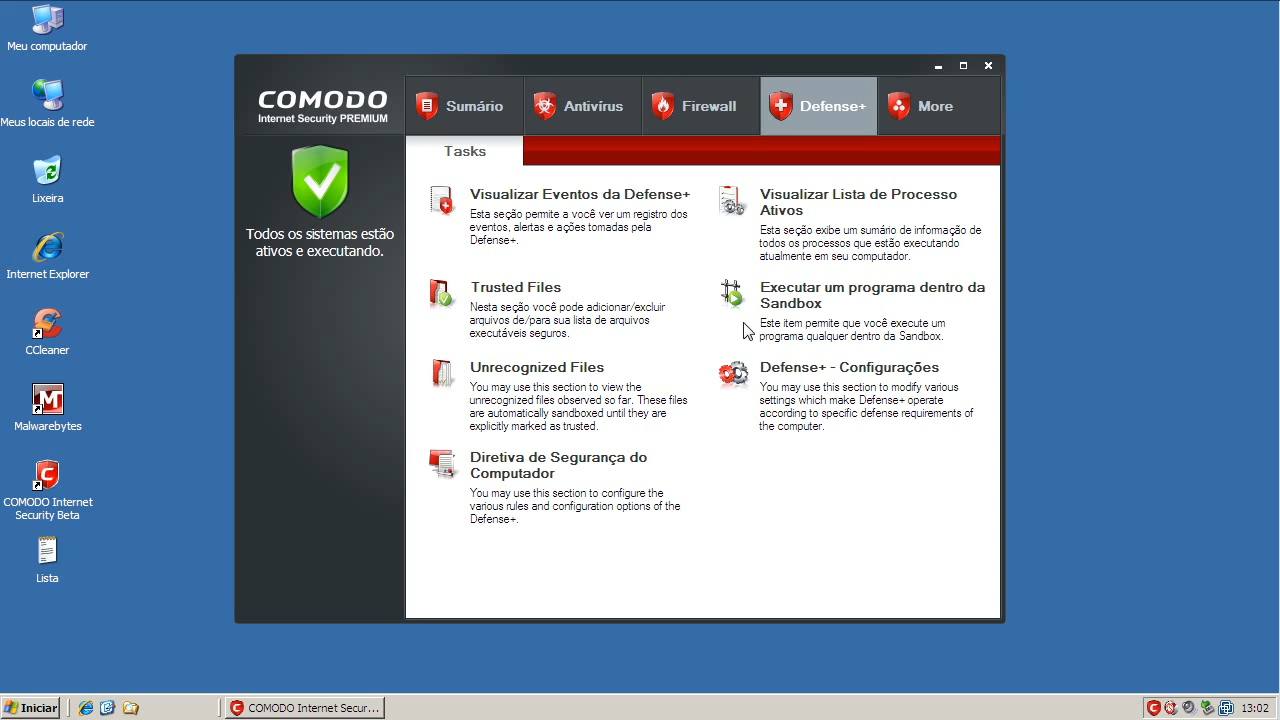 Meu computador
Meus locais de rede
Lixeira
Internet Explorer
CCleaner
Malwarebytes
COMODO Internet
Security Beta
Lista
COMODO
Internet Security PREMIUM
Sumário
Antivírus
Firewall
Defense+
More
Todos os sistemas estão
ativos e executando.
Tasks
Visualizar Eventos da Defense+
Esta seção permite a você ver um registro dos
eventos, alertas e ações tomadas pela
Defense+.
Visualizar Lista de Processo
Ativos
Esta seção exibe um sumário de informação de
todos os processos que estão executando
atualmente em seu computador.
Trusted Files
Nesta seção você pode adicionar/excluir
arquivos de/para sua lista de arquivos
executáveis seguros.
Executar um programa dentro da
Sandbox
Este item permite que você execute um
programa qualquer dentro da Sandbox.
Unrecognized Files
You may use this section to view the
unrecognized files observed so far. These files
are automatically sandboxed until they are
explicitly marked as trusted.
Defense+ - Configurações
You may use this section to modify various
settings which make Defense+ operate
according to specific defense requirements of
the computer.
Diretiva de Segurança do
Computador
You may use this section to configure the
various rules and configuration options of the
Defense+.
Iniciar
COMODO Internet Secur...
13:02